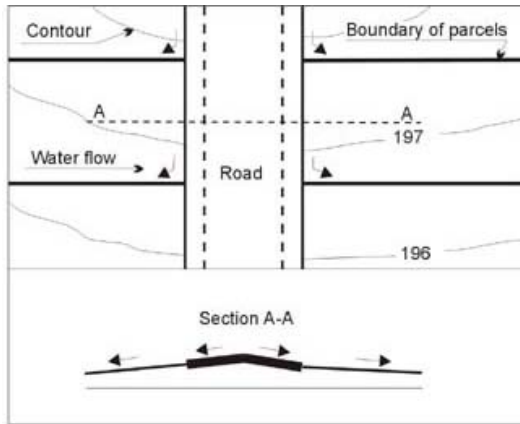 Contour
Boundary of parcels
A
A
197
Water flow
Road
196
Section A-A